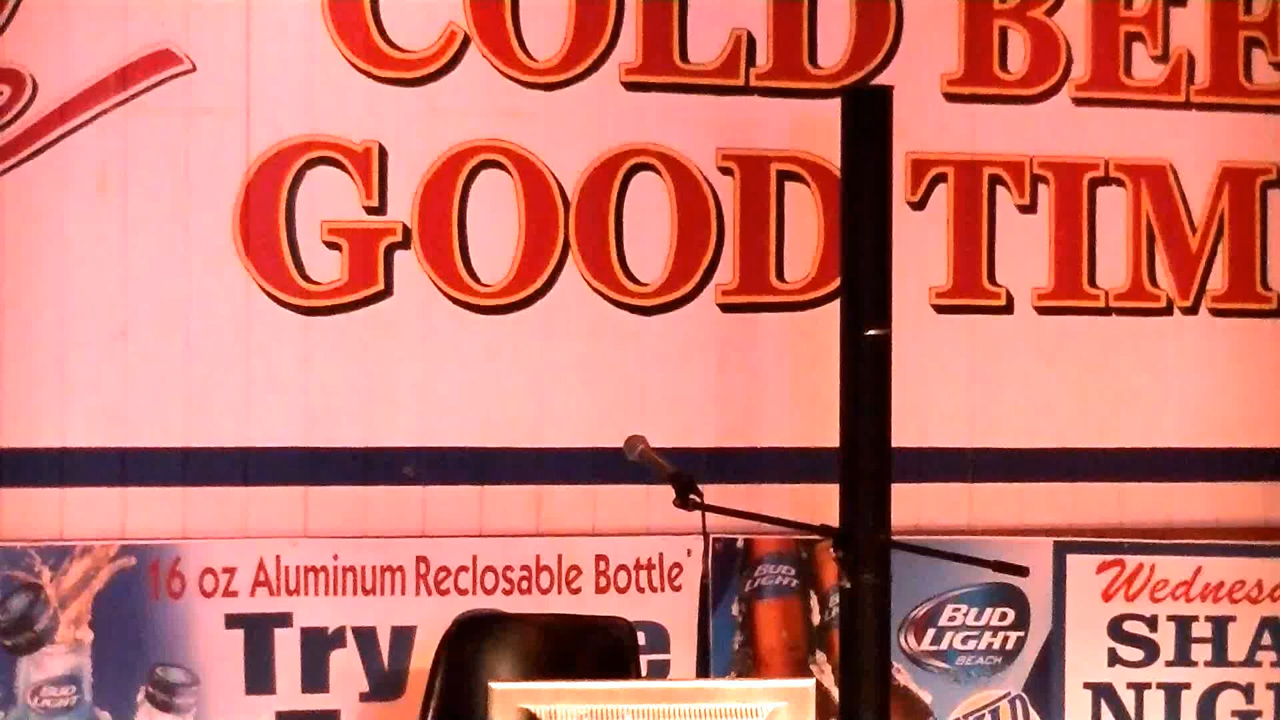 COLD BEE
GOOD TIM
16 oz Aluminum Reclosable Bottle
Try
BUD
LIGHT
BUD
LIGHT
BUD
LIGHT
BEACH
Wednes
SHA
NIG